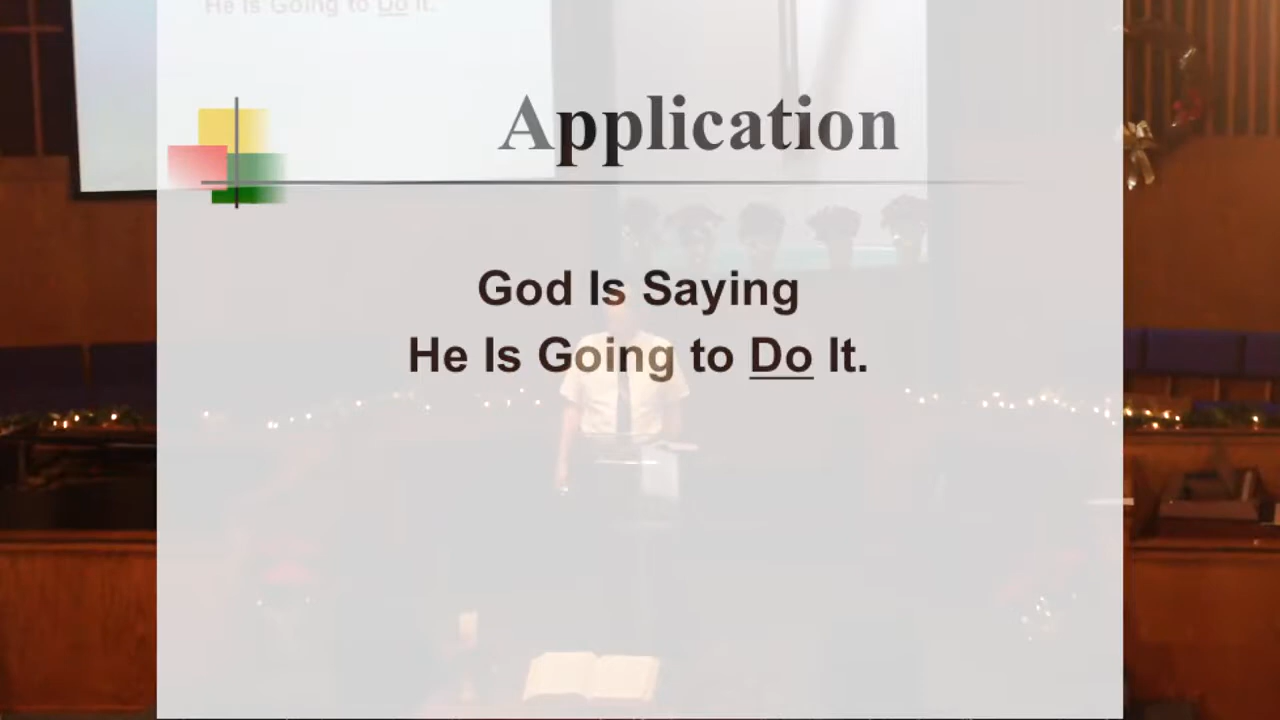 He Is Going to Do It.
Application
God Is Saying
He Is Going to Do It.